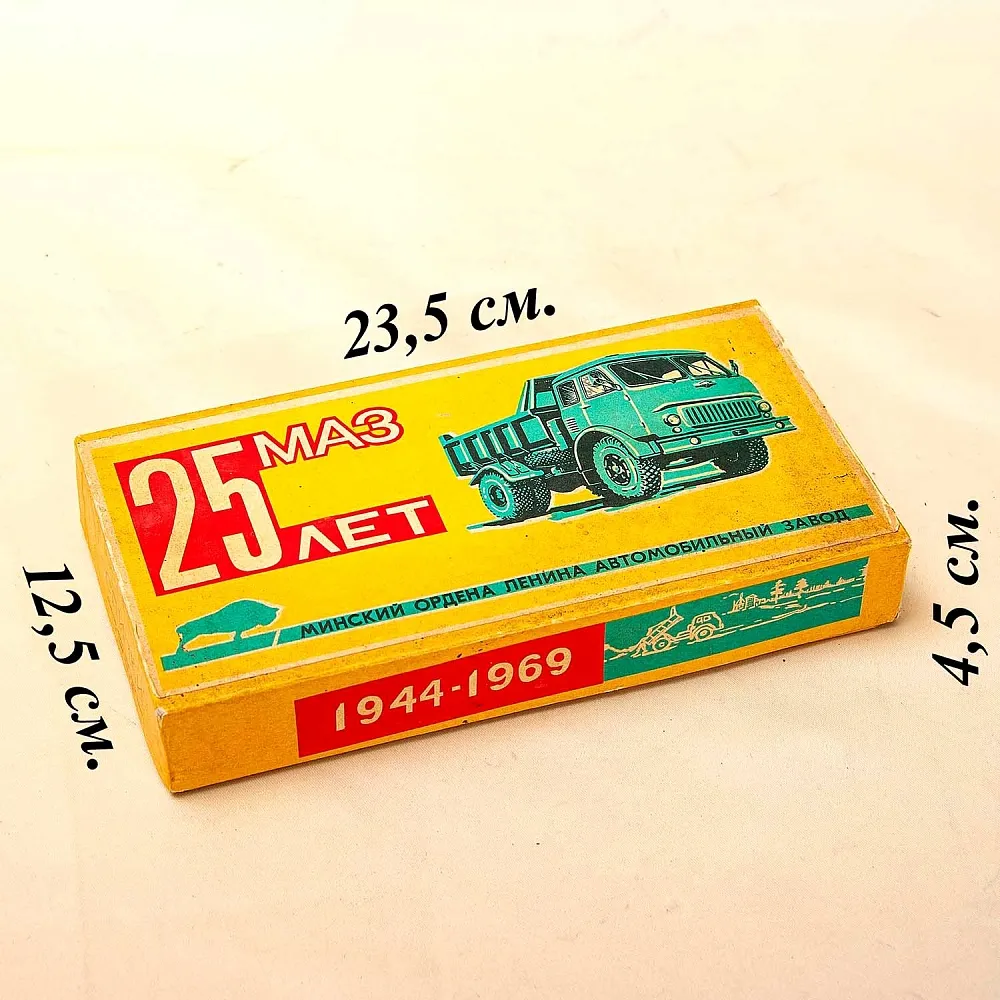 23,5 см.
МАЗ
25
ЛЕТ
МИНСКИЙ ОРДЕНА ЛЕНИНА АВТОМОБИЛЬНЫЙ ЗАВОД
1944-1969
12,5 см.
4,5 см.